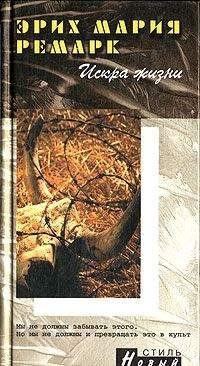 ЭРИХ МАРИЯ
РЕМАРК
Искра жизни
Мы не должны забывать этого.
Но мы не должны и превращать это в культ
СТИЛЬ
Новый